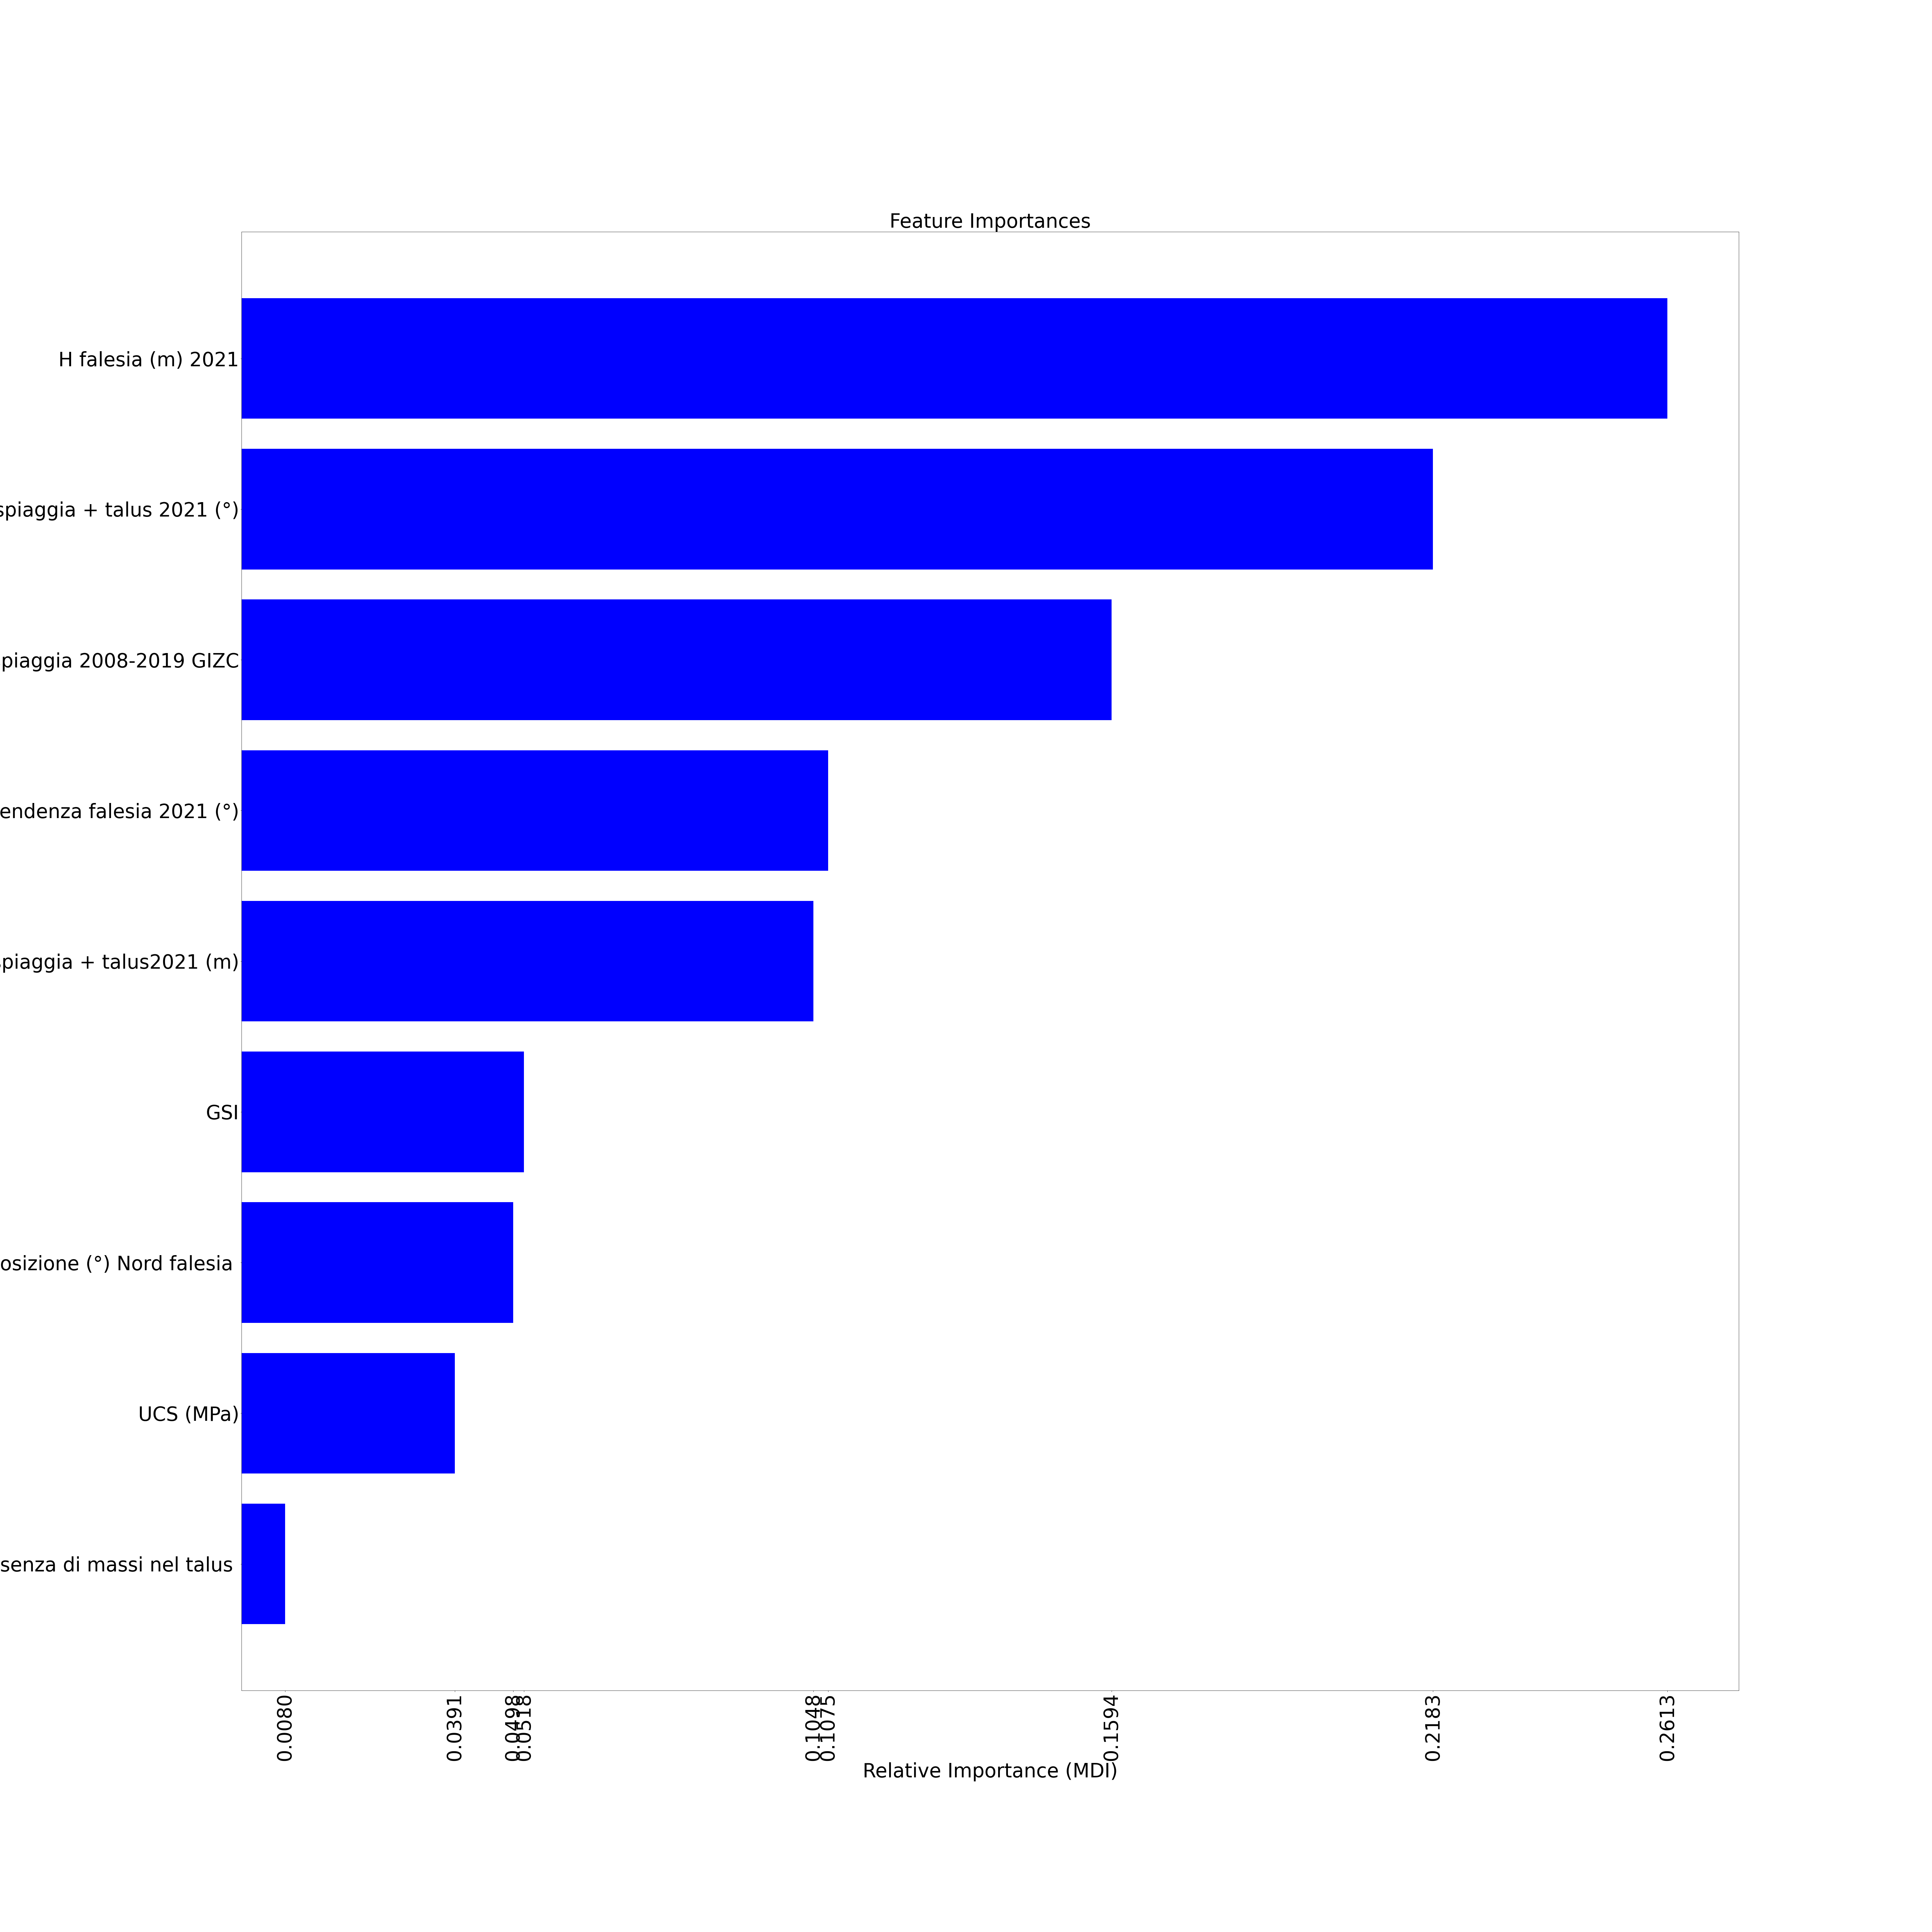 Feature Importances
H falesia (m) 2021
spiaggia + talus 2021 (°)
piaggia 2008-2019 GIZC
endenza falesia 2021 (°)
piaggia + talus2021 (m)
GSI
osizione (°) Nord falesia
UCS (MPa)
senza di massi nel talus
0.0080
0.0391
0.0498
0.0518
0.1048
0.1075
0.1594
0.2183
0.2613
Relative Importance (MDI)